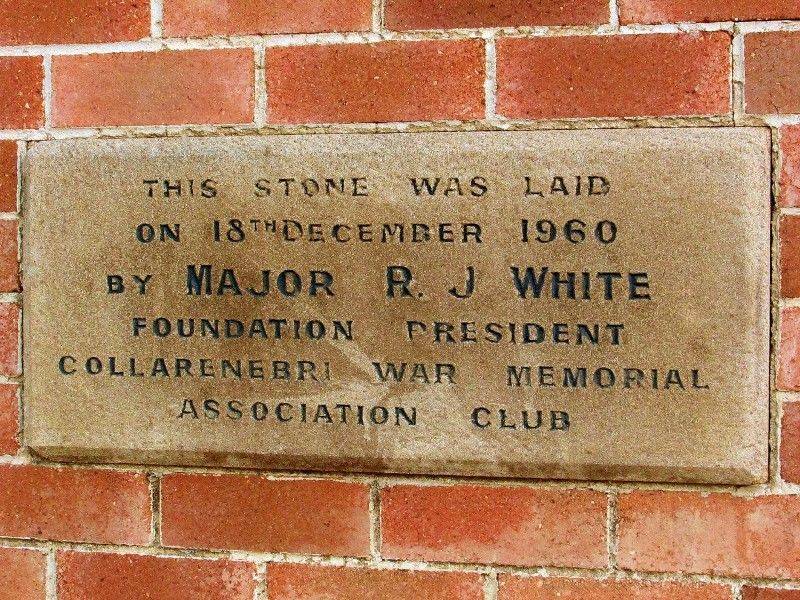 THIS STONE WAS LAID
ON 18TH DECEMBER 1960
BY MAJOR R. J WHITE
FOUNDATION PRESIDENT
COLLARENEBRI WAR MEMORIAL
ASSOCIATION CLUB